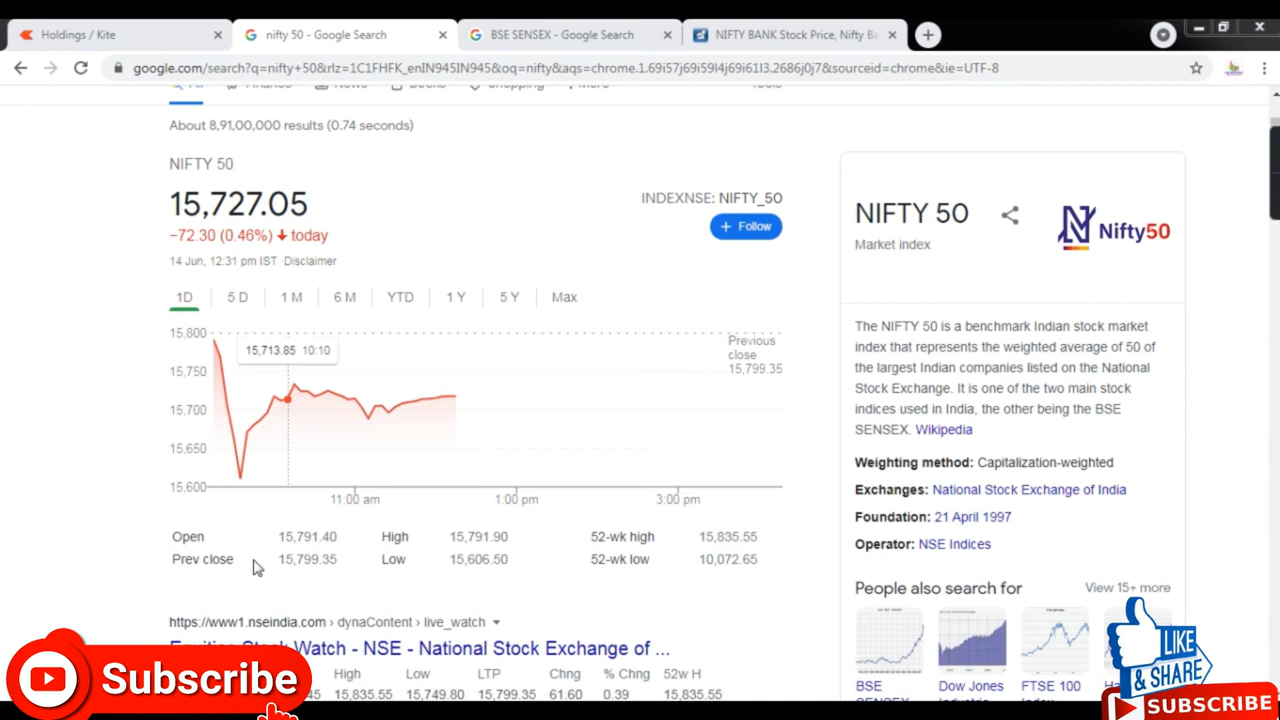 Holdings / Kite
nifty 50 - Google Search
BSE SENSEX - Google Search
NIFTY BANK Stock Price, Nifty Ba
google.com/search?q=nifty+50&rlz=1C1FHFK_enIN945IN945&oq=nifty&aqs=chrome.1.69i57j69i59l4j69i61l3.2686j0j7&sourceid=chrome&ie=UTF-8
All Finance News Books Shopping More Tools
About 8,91,00,000 results (0.74 seconds)
NIFTY 50
15,727.05
INDEXNSE: NIFTY_50
−72.30 (0.46%) today
+ Follow
14 Jun, 12:31 pm IST · Disclaimer
1D 5 D 1 M 6 M YTD 1 Y 5 Y Max
15,800
15,750
15,700
15,650
15,600
15,713.85 10:10
Previous
close
15,799.35
11:00 am 1:00 pm 3:00 pm
Open 15,791.40 High 15,791.90 52-wk high 15,835.55
Prev close 15,799.35 Low 15,606.50 52-wk low 10,072.65
https://www1.nseindia.com › dynaContent › live_watch
Equities Stock Watch - NSE - National Stock Exchange of ...
High Low LTP Chng % Chng 52w H
15,835.55 15,749.80 15,799.35 61.60 0.39 15,835.55
NIFTY 50
Market index
Nifty50
The NIFTY 50 is a benchmark Indian stock market
index that represents the weighted average of 50 of
the largest Indian companies listed on the National
Stock Exchange. It is one of the two main stock
indices used in India, the other being the BSE
SENSEX. Wikipedia
Weighting method: Capitalization-weighted
Exchanges: National Stock Exchange of India
Foundation: 21 April 1997
Operator: NSE Indices
People also search for
View 15+ more
BSE
SENSEX
Dow Jones
Industrial
FTSE 100
Index
Subscribe
LIKE
& SHARE
SUBSCRIBE